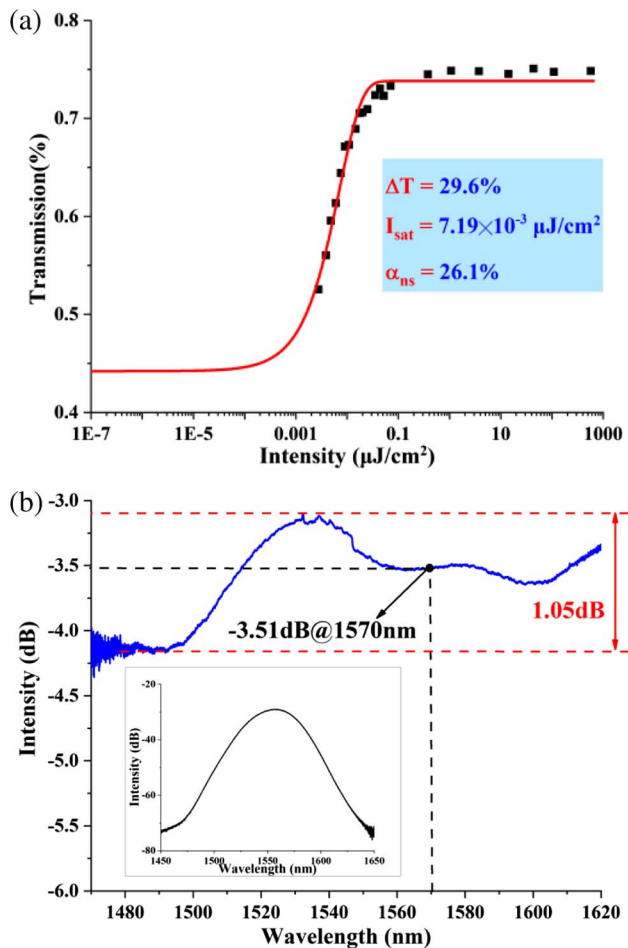 (a)
0.8
0.7
0.6
0.5
0.4
Transmission(%)
ΔT = 29.6%
I_sat = 7.19×10⁻³ μJ/cm²
α_ns = 26.1%
1E-7 1E-5 0.001 0.1 10 1000
Intensity (μJ/cm²)
(b)
-3.0
-3.5
-4.0
-4.5
-5.0
-5.5
-6.0
Intensity (dB)
-3.51dB@1570nm
1.05dB
-20
-40
-60
-80
Intensity (dB)
1450 1500 1550 1600 1650
Wavelength (nm)
1480 1500 1520 1540 1560 1580 1600 1620
Wavelength (nm)